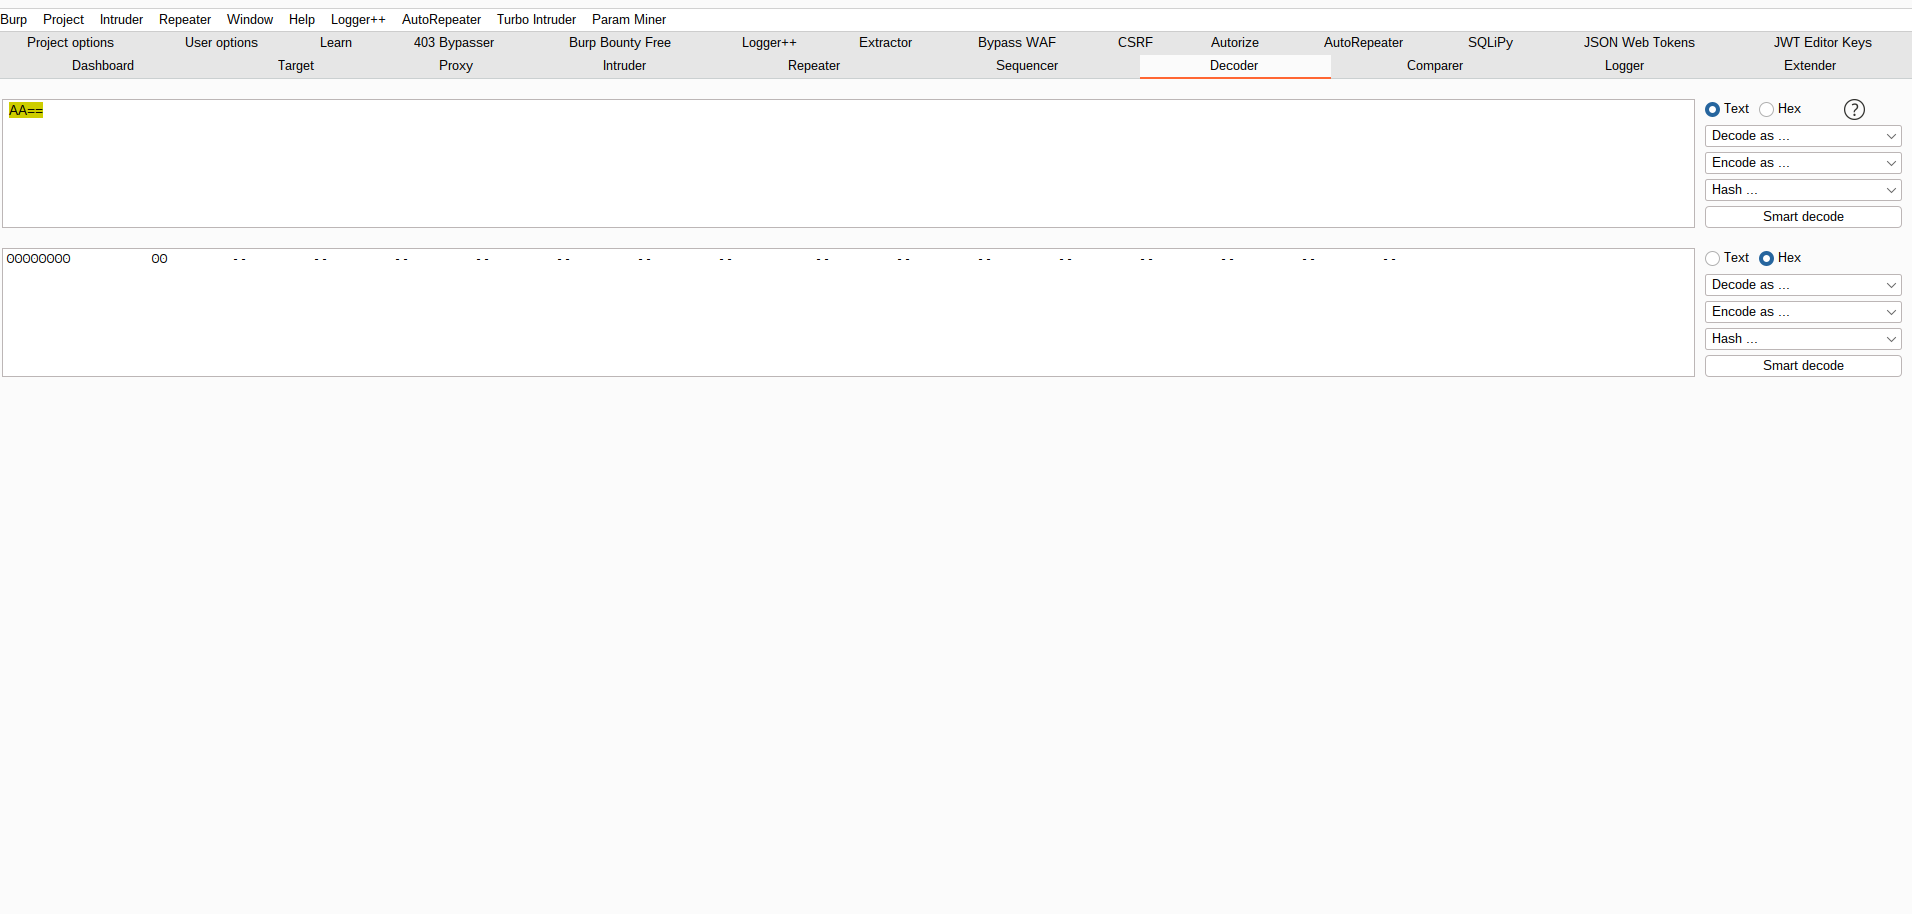 Burp Project Intruder Repeater Window Help Logger++ AutoRepeater Turbo Intruder Param Miner
Project options User options Learn 403 Bypasser Burp Bounty Free Logger++ Extractor Bypass WAF CSRF Autorize AutoRepeater SQLiPy JSON Web Tokens JWT Editor Keys
Dashboard Target Proxy Intruder Repeater Sequencer Decoder Comparer Logger Extender
AA== Text Hex ?
Decode as ...
Encode as ...
Hash ...
Smart decode
00000000 00 -- -- -- -- -- -- -- -- -- -- -- -- -- -- -- Text Hex
Decode as ...
Encode as ...
Hash ...
Smart decode